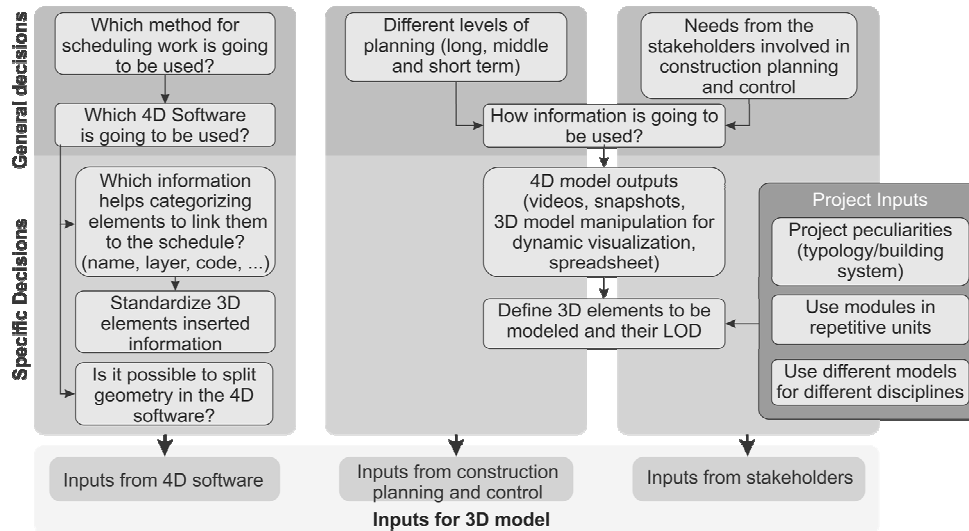 General decisions
Which method for
scheduling work is going
to be used?
Which 4D Software
is going to be used?
Different levels of
planning (long, middle
and short term)
Needs from the
stakeholders involved in
construction planning
and control
How information is going to
be used?
Specific Decisions
Which information
helps categorizing
elements to link them
to the schedule?
(name, layer, code, ...)
Standardize 3D
elements inserted
information
Is it possible to split
geometry in the 4D
software?
4D model outputs
(videos, snapshots,
3D model manipulation for
dynamic visualization,
spreadsheet)
Define 3D elements to be
modeled and their LOD
Project Inputs
Project peculiarities
(typology/building
system)
Use modules in
repetitive units
Use different models
for different disciplines
Inputs from 4D software
Inputs from construction
planning and control
Inputs from stakeholders
Inputs for 3D model